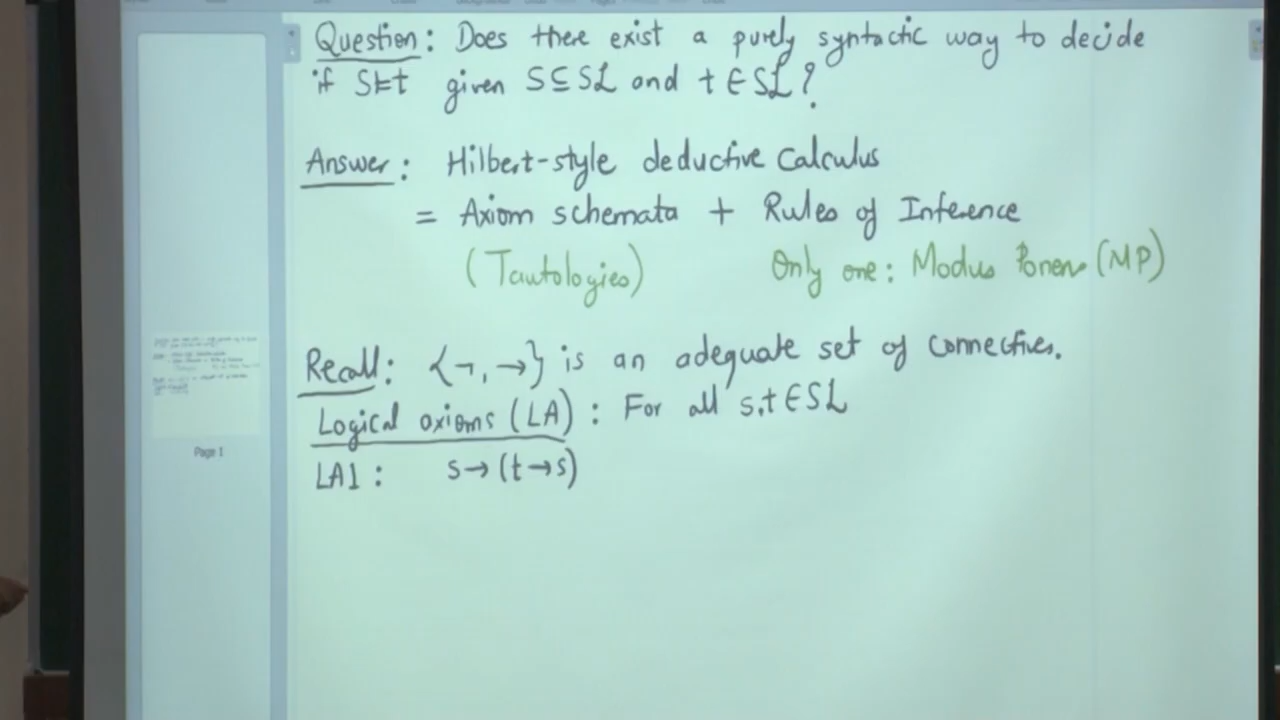 Question: Does there exist a purely syntactic way to decide
if S⊨t given S⊆SL and t∈SL?
Answer: Hilbert-style deductive Calculus
= Axiom schemata + Rules of Inference
(Tautologies) Only one: Modus Ponens (MP)
Recall: {¬,→} is an adequate set of connectives.
Logical axioms (LA): For all s,t∈SL
LA1: s→(t→s)
Page 1